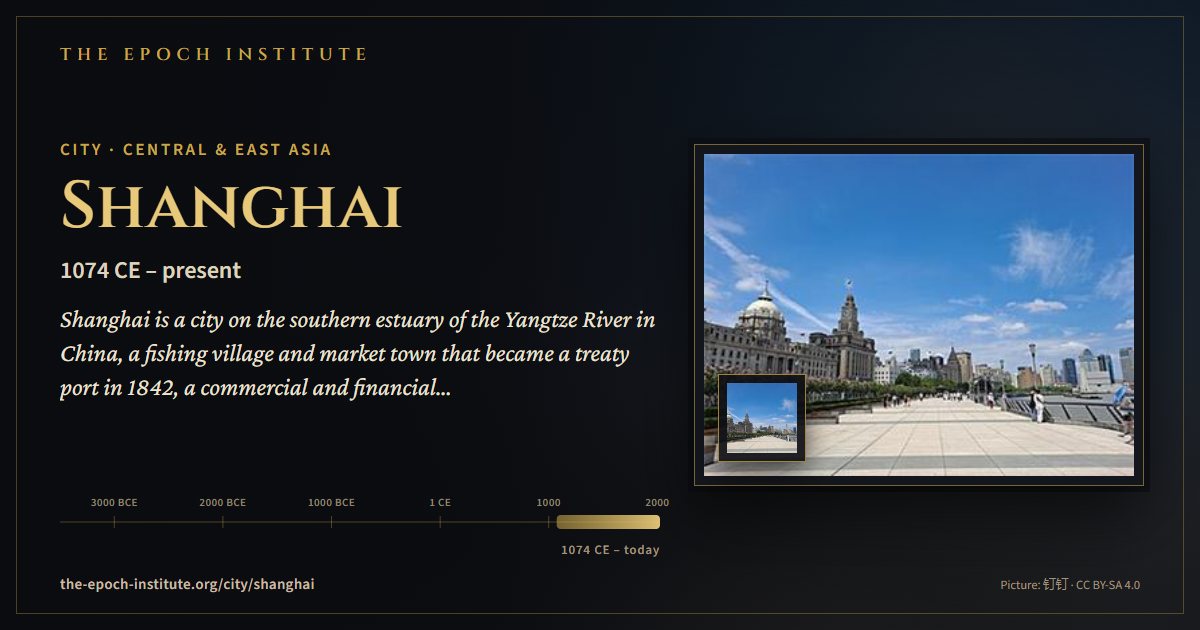 THE EPOCH INSTITUTE
CITY · CENTRAL & EAST ASIA
SHANGHAI
1074 CE – present
Shanghai is a city on the southern estuary of the Yangtze River in
China, a fishing village and market town that became a treaty
port in 1842, a commercial and financial...
3000 BCE 2000 BCE 1000 BCE 1 CE 1000 2000
1074 CE – today
the-epoch-institute.org/city/shanghai
Picture: 钉钉 · CC BY-SA 4.0